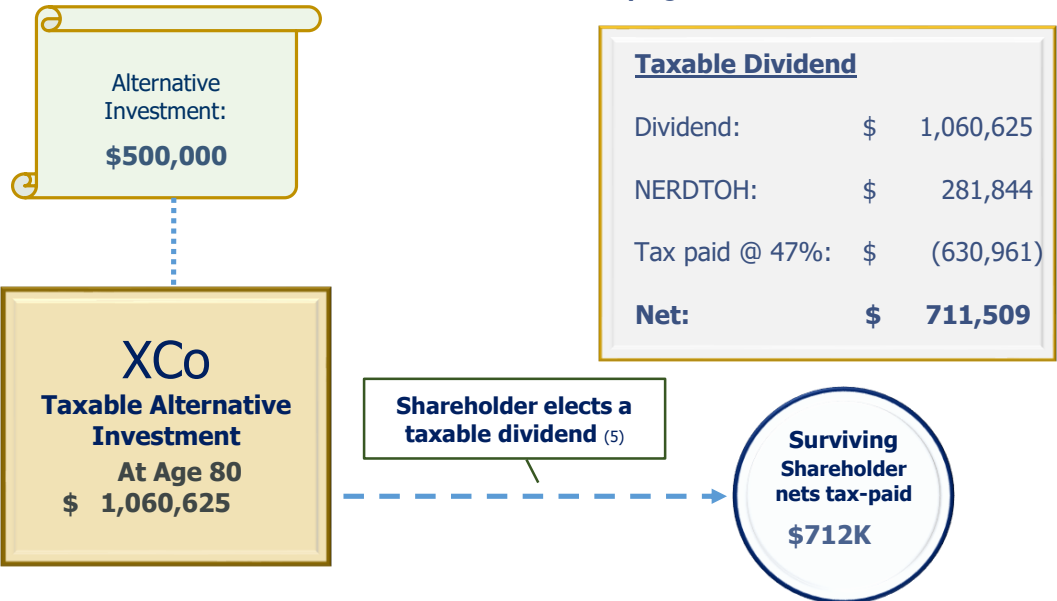 Alternative
Investment:
$500,000
Taxable Dividend
Dividend: $ 1,060,625
NERDTOH: $ 281,844
Tax paid @ 47%: $ (630,961)
Net: $ 711,509
XCo
Taxable Alternative
Investment
At Age 80
$ 1,060,625
Shareholder elects a
taxable dividend (5)
Surviving
Shareholder
nets tax-paid
$712K